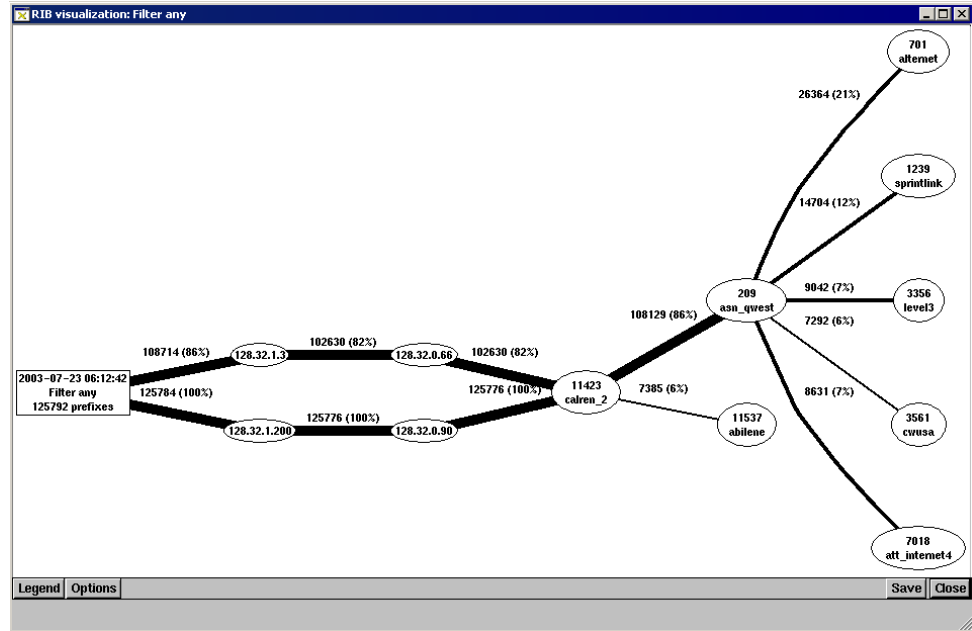 RIB visualization: Filter any
701
alternet
26364 (21%)
1239
sprintlink
14704 (12%)
209
asn_qwest
9042 (7%)
3356
level3
7292 (6%)
108129 (86%)
102630 (82%)
108714 (86%)
128.32.1.3
128.32.0.66
102630 (82%)
2003-07-23 06:12:42
Filter any
125792 prefixes
125784 (100%)
125776 (100%)
11423
calren_2
7385 (6%)
8631 (7%)
125776 (100%)
128.32.1.200
128.32.0.90
11537
abilene
3561
cwusa
7018
att_internet4
Legend
Options
Save
Close